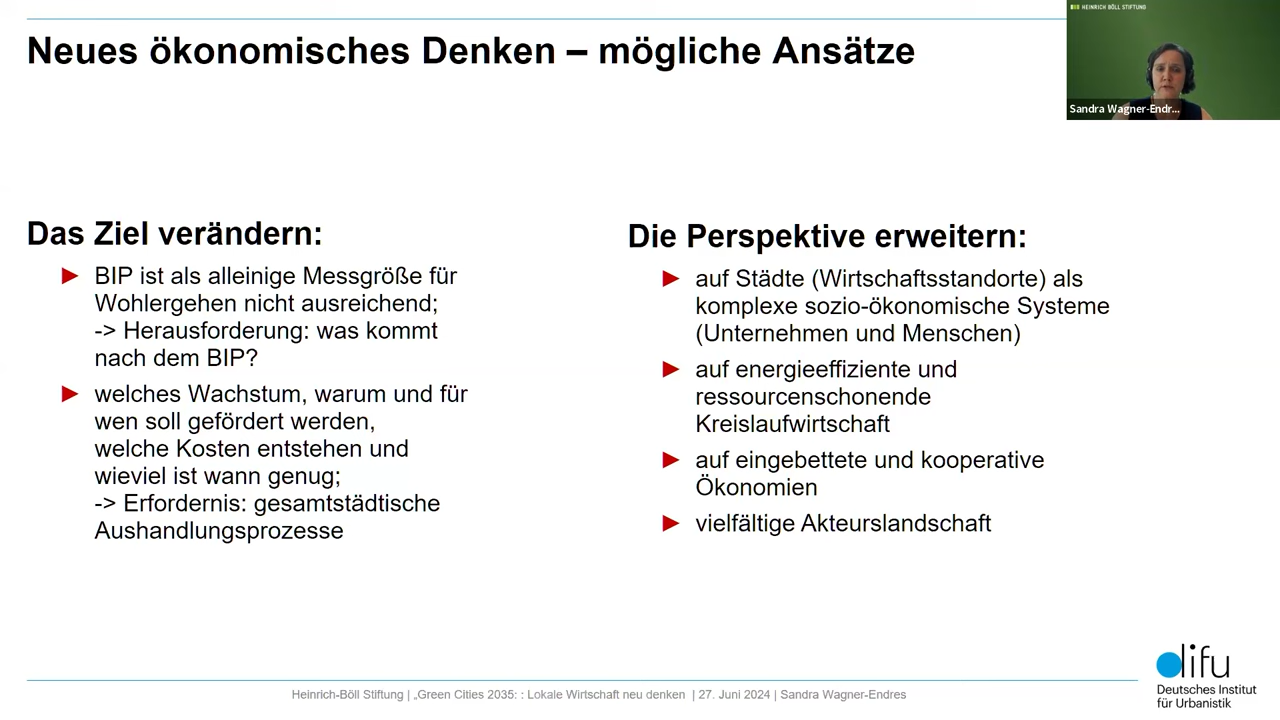 Neues ökonomisches Denken – mögliche Ansätze
HEINRICH BÖLL STIFTUNG
Sandra Wagner-Endr...
Das Ziel verändern:
► BIP ist als alleinige Messgröße für
Wohlergehen nicht ausreichend;
-> Herausforderung: was kommt
nach dem BIP?
► welches Wachstum, warum und für
wen soll gefördert werden,
welche Kosten entstehen und
wieviel ist wann genug;
-> Erfordernis: gesamtstädtische
Aushandlungsprozesse
Die Perspektive erweitern:
► auf Städte (Wirtschaftsstandorte) als
komplexe sozio-ökonomische Systeme
(Unternehmen und Menschen)
► auf energieeffiziente und
ressourcenschonende
Kreislaufwirtschaft
► auf eingebettete und kooperative
Ökonomien
► vielfältige Akteurslandschaft
Heinrich-Böll Stiftung | „Green Cities 2035: : Lokale Wirtschaft neu denken | 27. Juni 2024 | Sandra Wagner-Endres
difu
Deutsches Institut
für Urbanistik